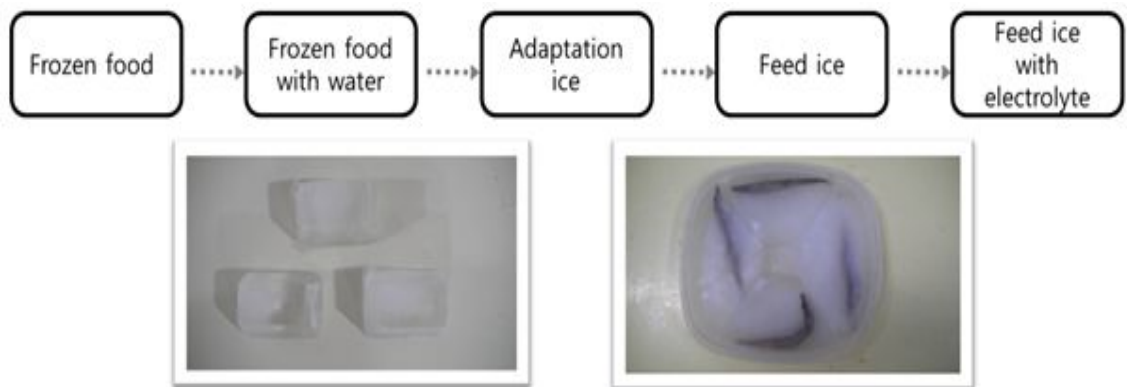 Frozen food
Frozen food
with water
Adaptation
ice
Feed ice
Feed ice
with
electrolyte